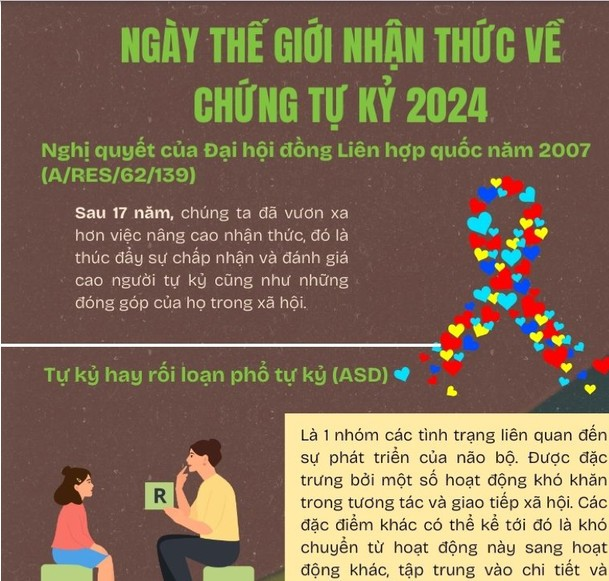 NGÀY THẾ GIỚI NHẬN THỨC VỀ
CHỨNG TỰ KỶ 2024
Nghị quyết của Đại hội đồng Liên hợp quốc năm 2007
(A/RES/62/139)
Sau 17 năm, chúng ta đã vươn xa
hơn việc nâng cao nhận thức, đó là
thúc đẩy sự chấp nhận và đánh giá
cao người tự kỷ cũng như những
đóng góp của họ trong xã hội.
Tự kỷ hay rối loạn phổ tự kỷ (ASD)
Là 1 nhóm các tình trạng liên quan đến
sự phát triển của não bộ. Được đặc
trưng bởi một số hoạt động khó khăn
trong tương tác và giao tiếp xã hội. Các
đặc điểm khác có thể kể tới đó là khó
chuyển từ hoạt động này sang hoạt
động khác, tập trung vào chi tiết và
R